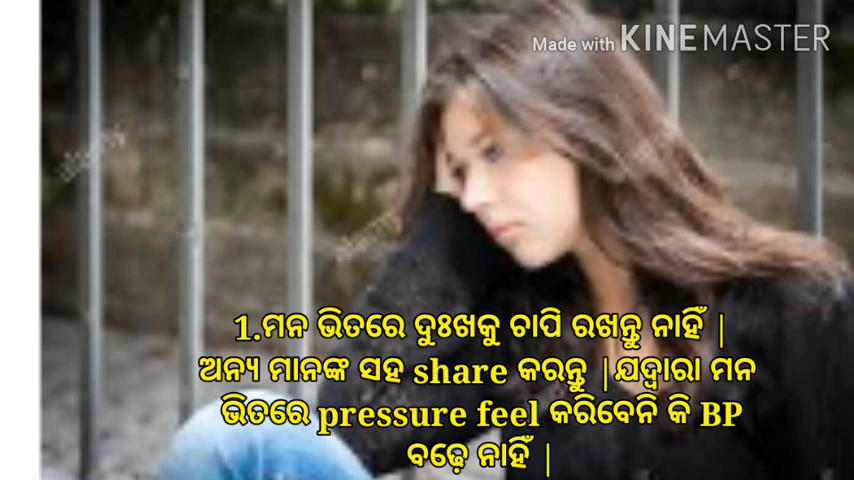 Made with KINEMASTER
1.ମନ ଭିତରେ ଦୁଃଖକୁ ଚାପି ରଖନ୍ତୁ ନାହିଁ |
ଅନ୍ୟ ମାନଙ୍କ ସହ share କରନ୍ତୁ |ଯଦ୍ୱାରା ମନ
ଭିତରେ pressure feel କରିବେନି କି BP
ବଢ଼େ ନାହିଁ |